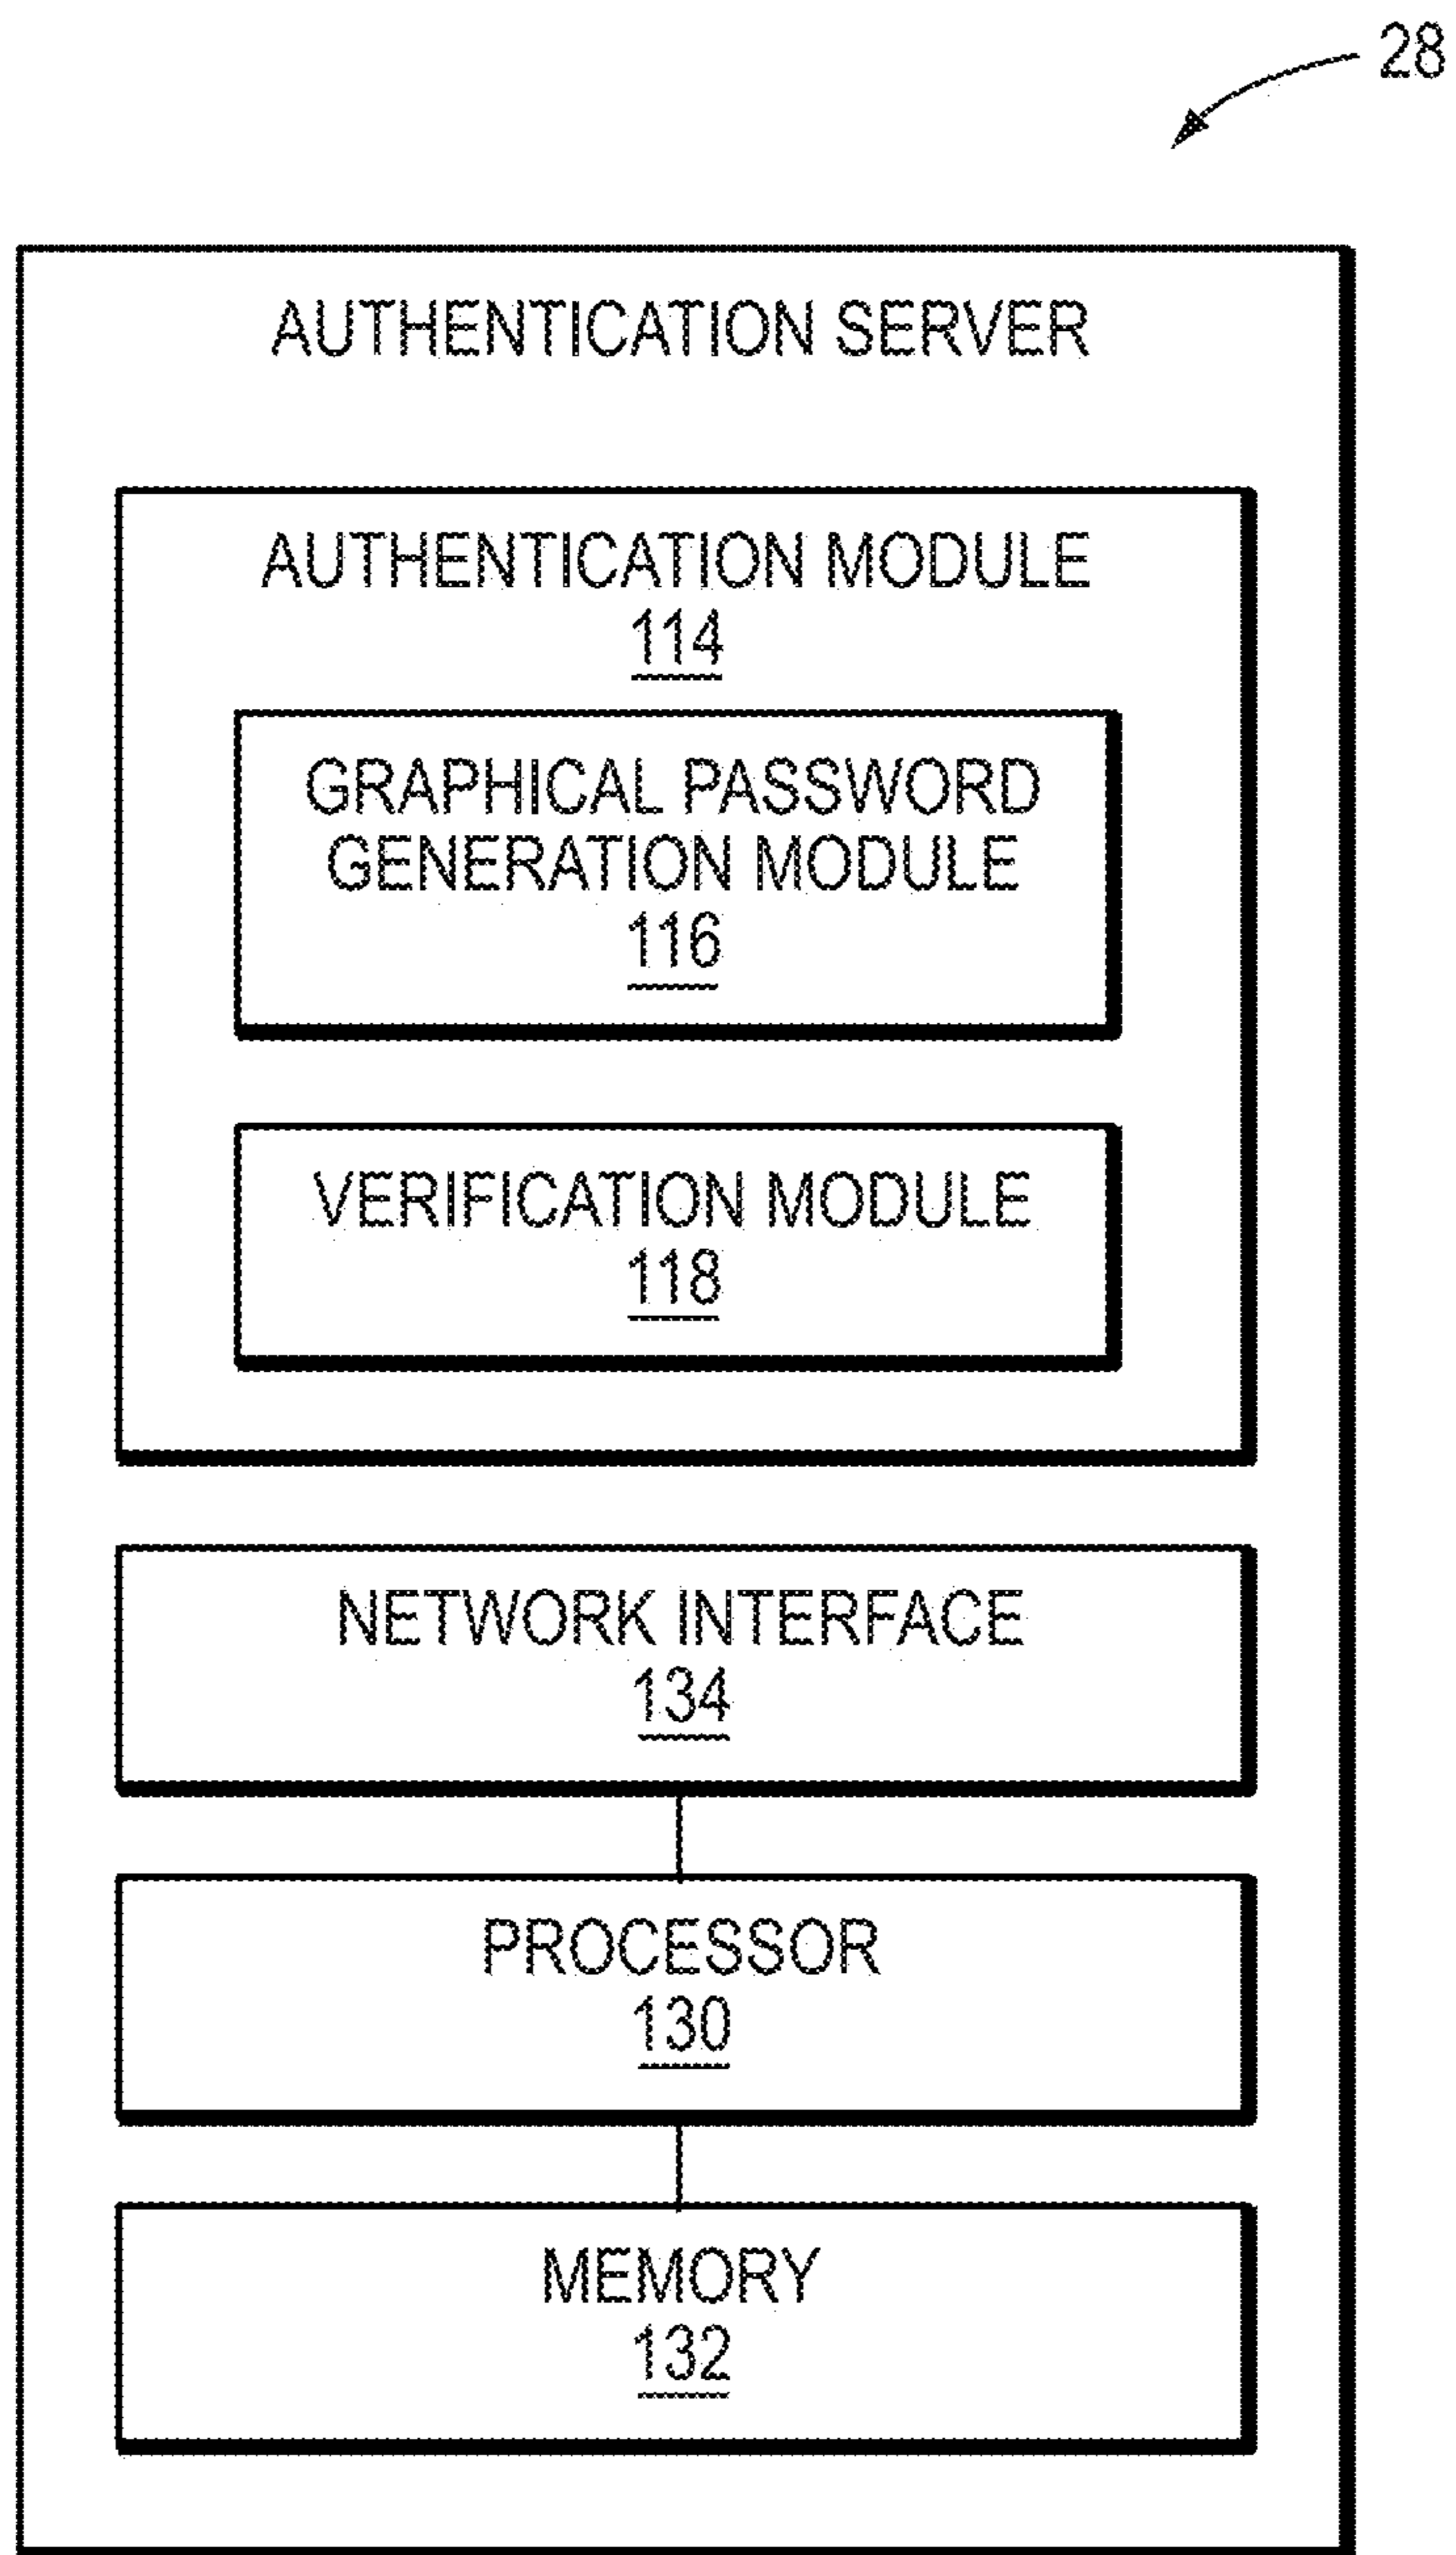 28
AUTHENTICATION SERVER
AUTHENTICATION MODULE
114
GRAPHICAL PASSWORD
GENERATION MODULE
116
VERIFICATION MODULE
118
NETWORK INTERFACE
134
PROCESSOR
130
MEMORY
132